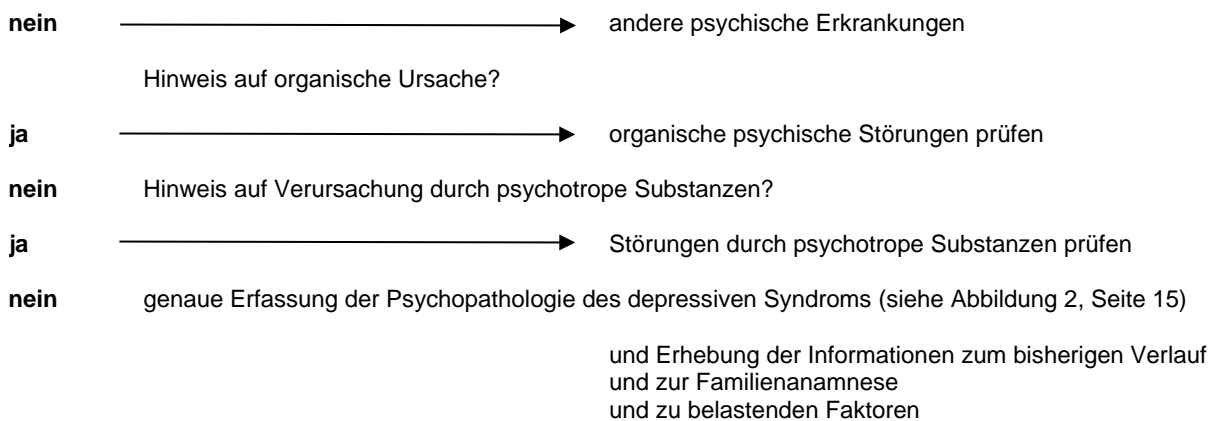 nein andere psychische Erkrankungen
Hinweis auf organische Ursache?
ja organische psychische Störungen prüfen
nein Hinweis auf Verursachung durch psychotrope Substanzen?
ja Störungen durch psychotrope Substanzen prüfen
nein genaue Erfassung der Psychopathologie des depressiven Syndroms (siehe Abbildung 2, Seite 15)
und Erhebung der Informationen zum bisherigen Verlauf
und zur Familienanamnese
und zu belastenden Faktoren